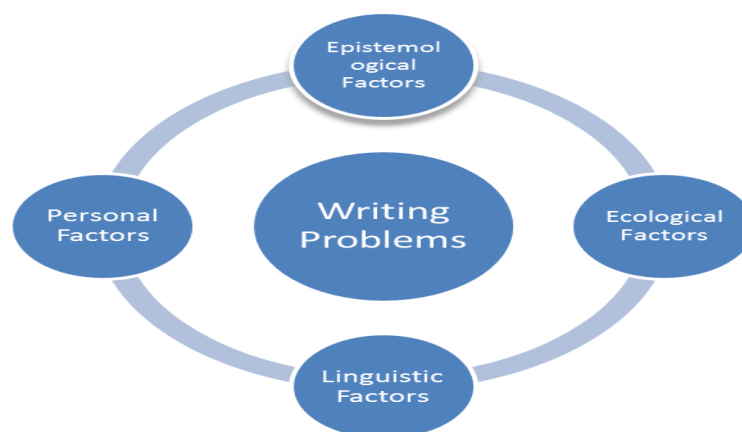 Epistemol
ogical
Factors
Personal
Factors
Writing
Problems
Ecological
Factors
Linguistic
Factors